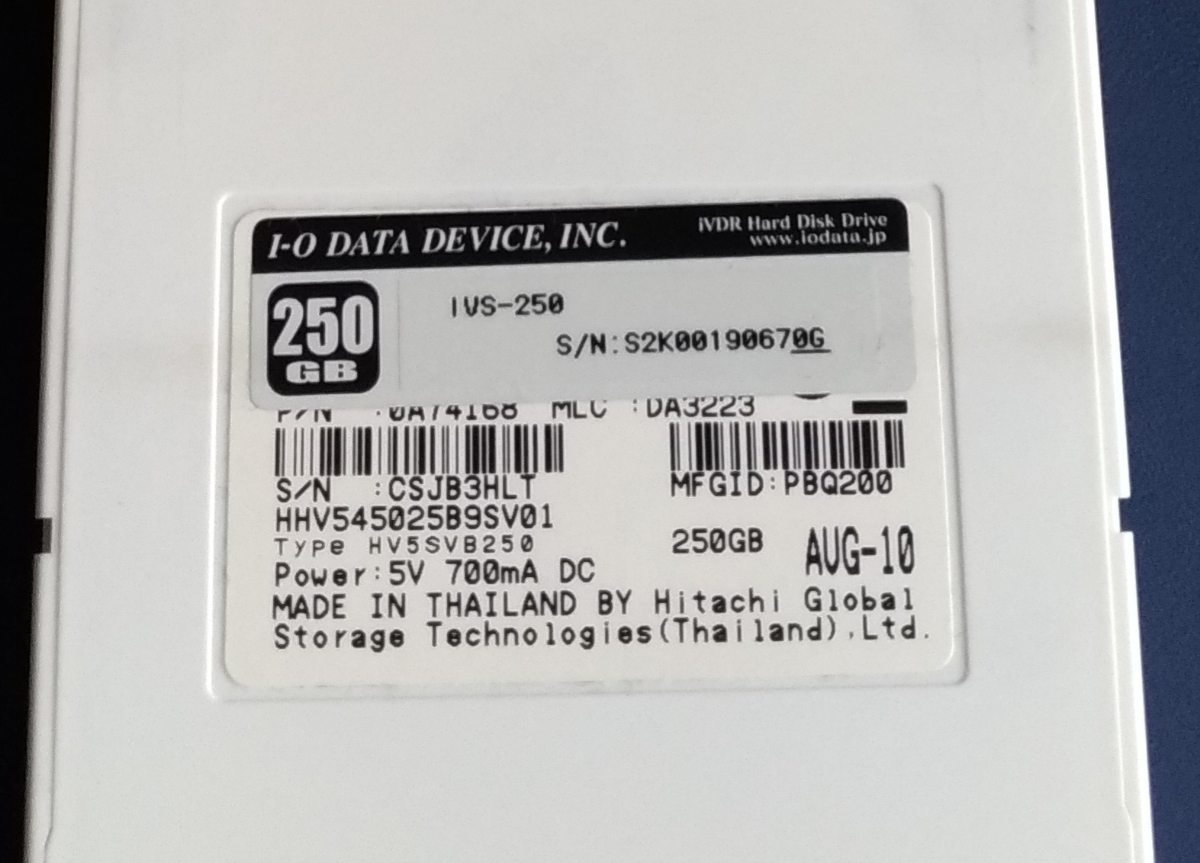 I-O DATA DEVICE, INC.
iVDR Hard Disk Drive
www.iodata.jp
250
GB
IVS-250
S/N:S2K00190670G
P/N :0A74168 MLC :DA3223
S/N :CSJB3HLT
MFGID:PBQ200
HHV545025B9SV01
Type HV5SVB250
250GB
AUG-10
Power:5V 700mA DC
MADE IN THAILAND BY Hitachi Global
Storage Technologies(Thailand),Ltd.